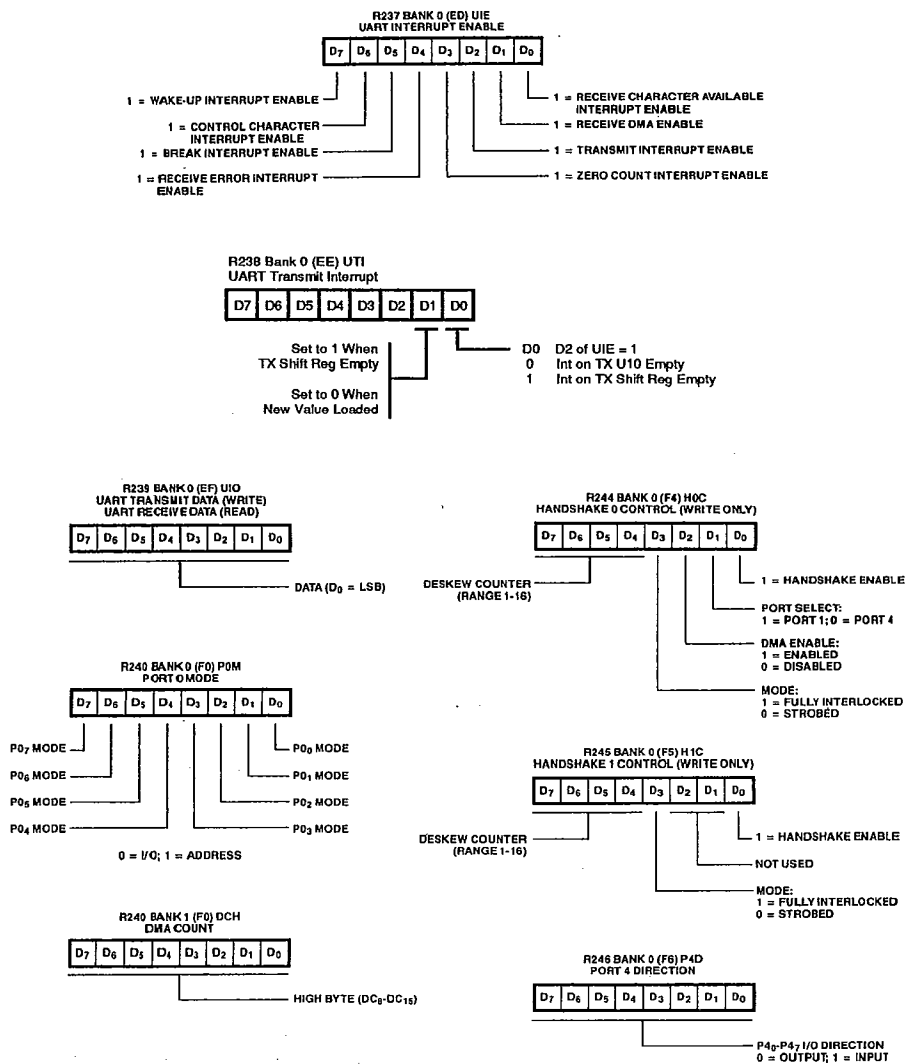 R237 BANK 0 (ED) UIE
UART INTERRUPT ENABLE
D7 D6 D5 D4 D3 D2 D1 D0
1 = WAKE-UP INTERRUPT ENABLE
1 = CONTROL CHARACTER
INTERRUPT ENABLE
1 = BREAK INTERRUPT ENABLE
1 = RECEIVE ERROR INTERRUPT
ENABLE
1 = RECEIVE CHARACTER AVAILABLE
INTERRUPT ENABLE
1 = RECEIVE DMA ENABLE
1 = TRANSMIT INTERRUPT ENABLE
1 = ZERO COUNT INTERRUPT ENABLE
R238 Bank 0 (EE) UTI
UART Transmit Interrupt
D7 D6 D5 D4 D3 D2 D1 D0
Set to 1 When
TX Shift Reg Empty
Set to 0 When
New Value Loaded
D0 D2 of UIE = 1
0 Int on TX U10 Empty
1 Int on TX Shift Reg Empty
R239 BANK 0 (EF) UIO
UART TRANSMIT DATA (WRITE)
UART RECEIVE DATA (READ)
D7 D6 D5 D4 D3 D2 D1 D0
DATA (D0 = LSB)
R240 BANK 0 (F0) P0M
PORT 0 MODE
D7 D6 D5 D4 D3 D2 D1 D0
P07 MODE
P06 MODE
P05 MODE
P04 MODE
P00 MODE
P01 MODE
P02 MODE
P03 MODE
0 = I/O; 1 = ADDRESS
R240 BANK 1 (F0) DCH
DMA COUNT
D7 D6 D5 D4 D3 D2 D1 D0
HIGH BYTE (DC8-DC15)
R244 BANK 0 (F4) H0C
HANDSHAKE 0 CONTROL (WRITE ONLY)
D7 D6 D5 D4 D3 D2 D1 D0
DESKEW COUNTER
(RANGE 1-16)
1 = HANDSHAKE ENABLE
PORT SELECT:
1 = PORT 1; 0 = PORT 4
DMA ENABLE:
1 = ENABLED
0 = DISABLED
MODE:
1 = FULLY INTERLOCKED
0 = STROBED
R245 BANK 0 (F5) H1C
HANDSHAKE 1 CONTROL (WRITE ONLY)
D7 D6 D5 D4 D3 D2 D1 D0
DESKEW COUNTER
(RANGE 1-16)
1 = HANDSHAKE ENABLE
NOT USED
MODE:
1 = FULLY INTERLOCKED
0 = STROBED
R246 BANK 0 (F6) P4D
PORT 4 DIRECTION
D7 D6 D5 D4 D3 D2 D1 D0
P40-P47 I/O DIRECTION
0 = OUTPUT; 1 = INPUT